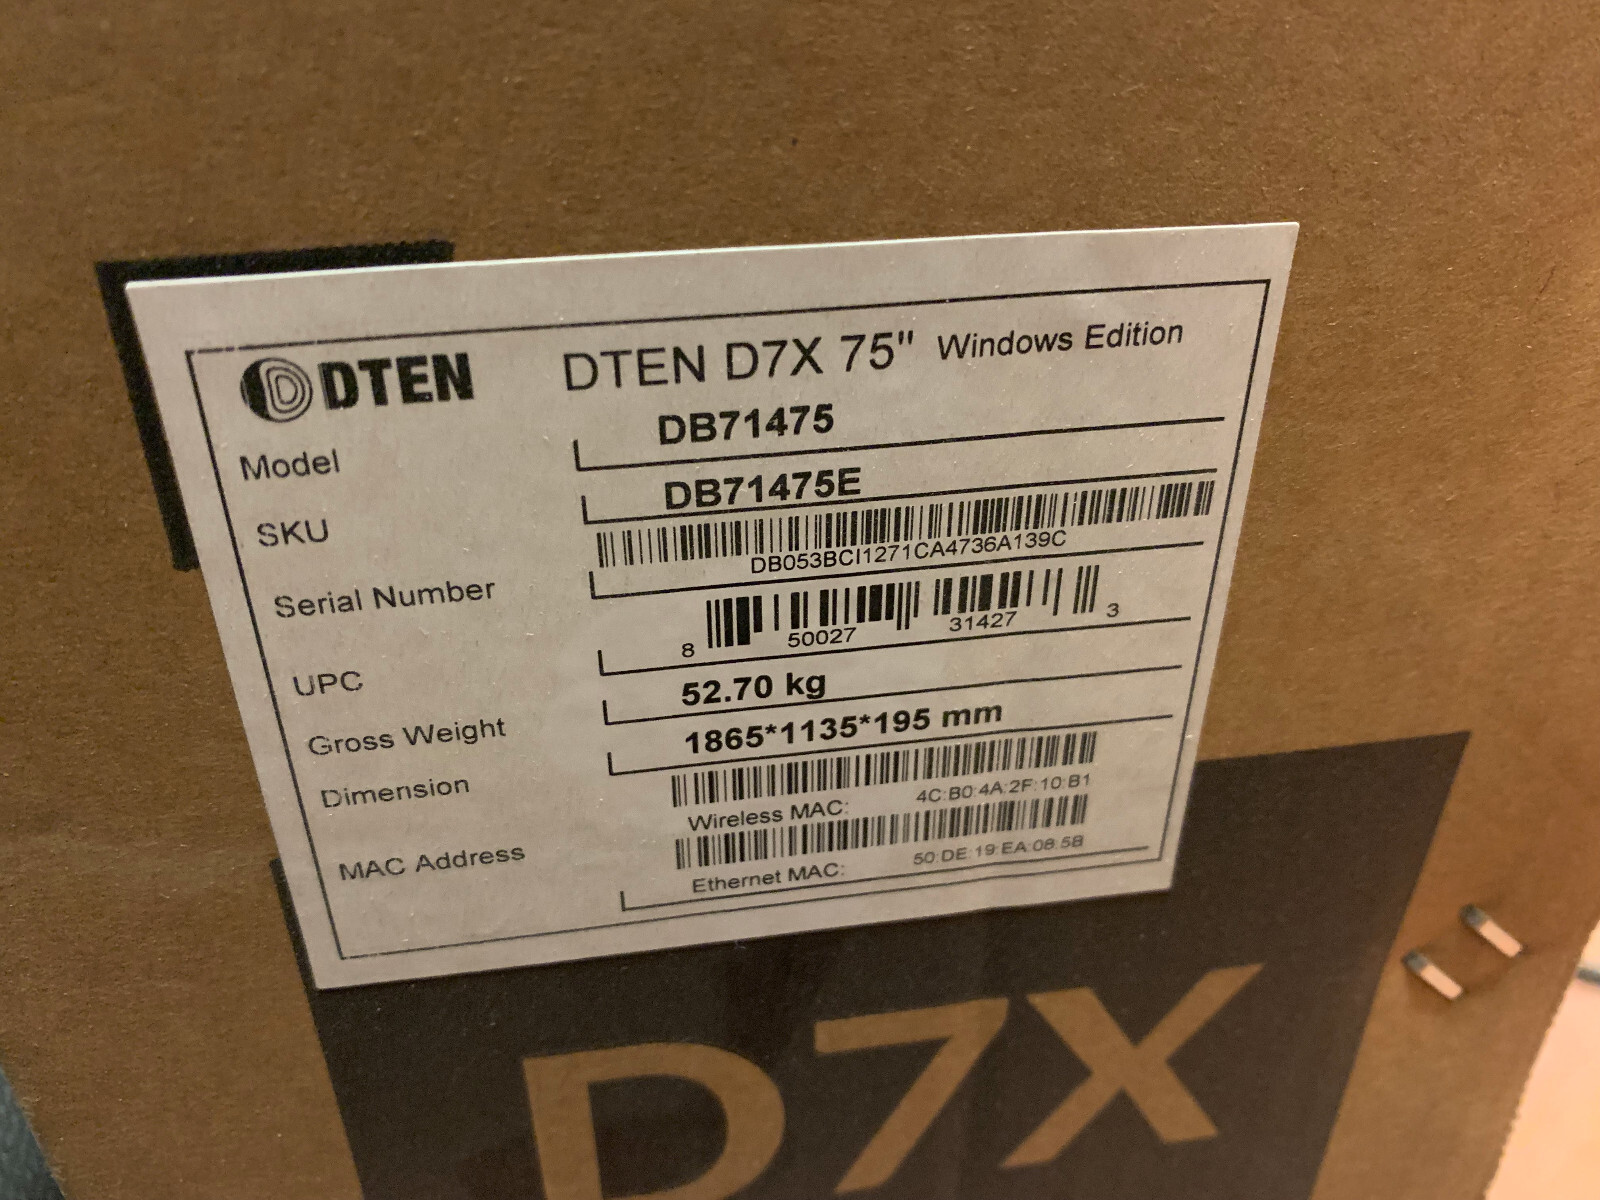 DTEN DTEN D7X 75" Windows Edition
Model DB71475
SKU DB71475E
Serial Number DB053BCI1271CA4736A139C
UPC 8 50027 31427 3
Gross Weight 52.70 kg
Dimension 1865*1135*195 mm
MAC Address Wireless MAC: 4C:B0:4A:2F:10:B1
Ethernet MAC: 50:DE:19:EA:08:5B
D7X